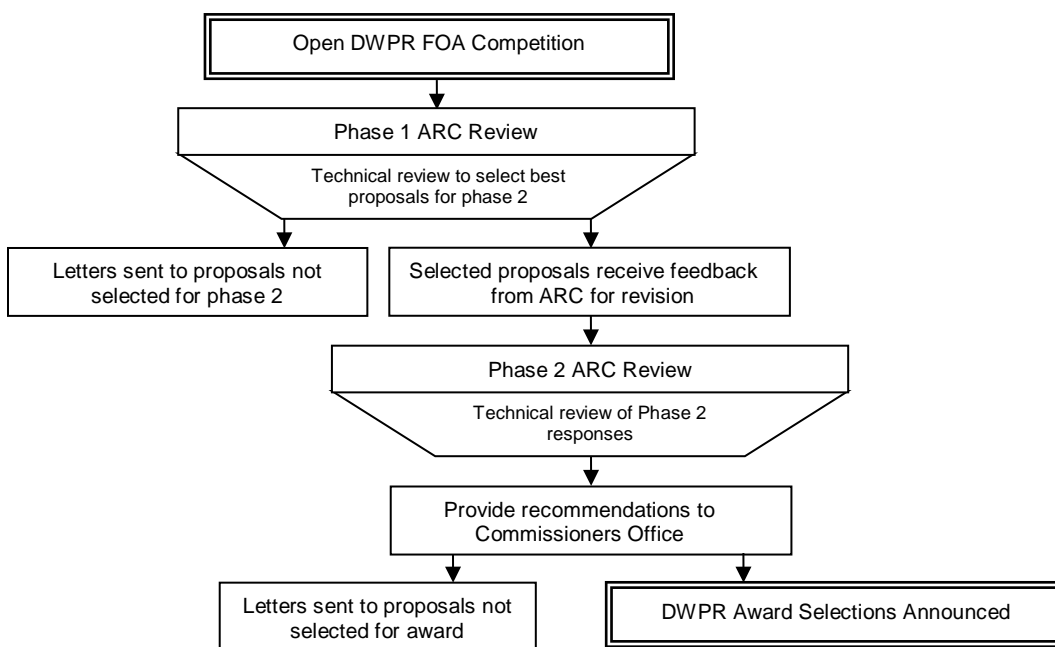 Open DWPR FOA Competition
Phase 1 ARC Review
Technical review to select best
proposals for phase 2
Letters sent to proposals not
selected for phase 2
Selected proposals receive feedback
from ARC for revision
Phase 2 ARC Review
Technical review of Phase 2
responses
Provide recommendations to
Commissioners Office
Letters sent to proposals not
selected for award
DWPR Award Selections Announced